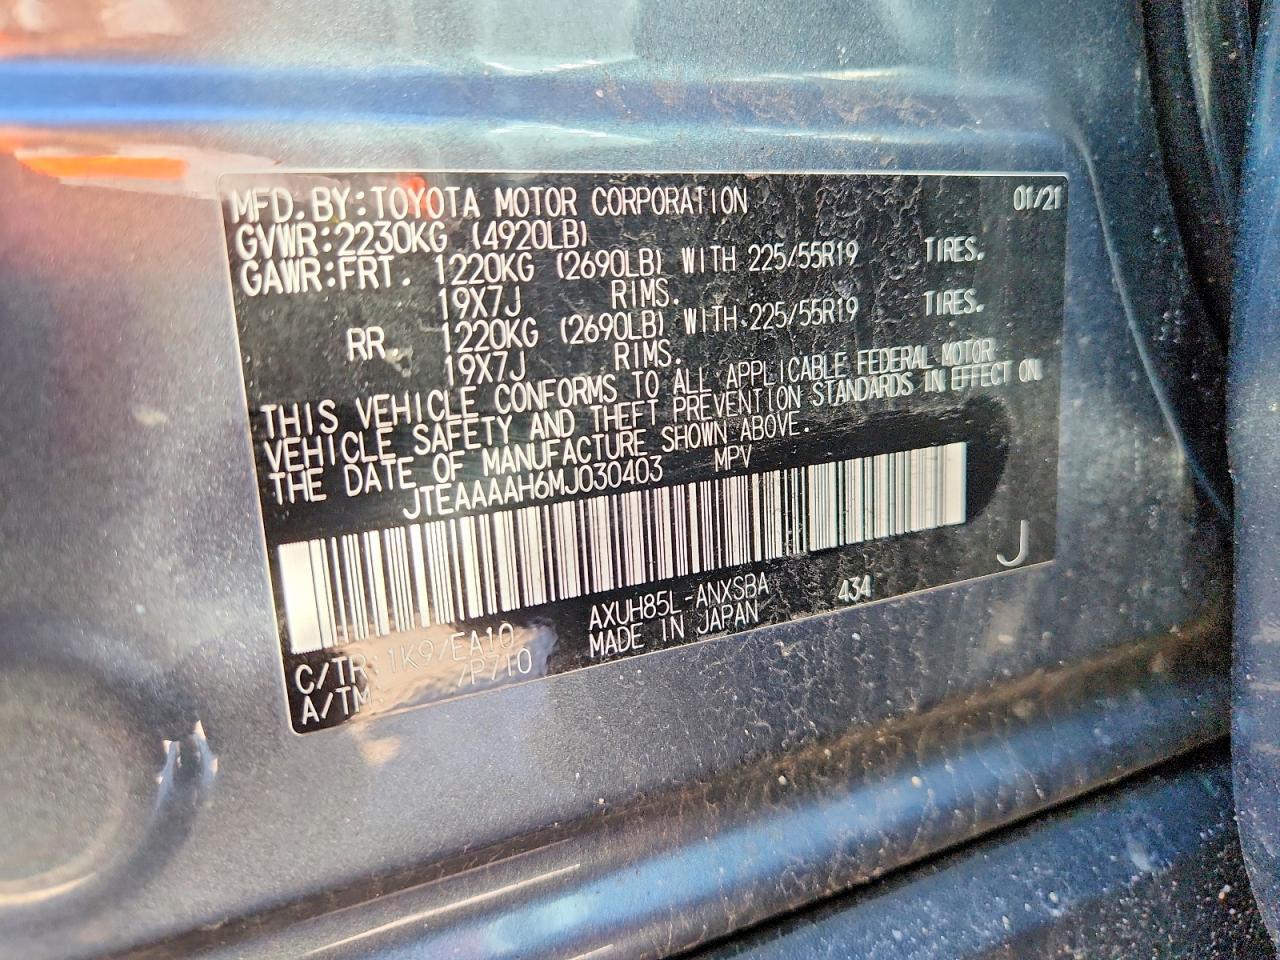 MFD.BY:TOYOTA MOTOR CORPORATION 01/21
GVWR:2230KG (4920LB)
GAWR:FRT. 1220KG (2690LB) WITH 225/55R19 TIRES.
19X7J RIMS.
RR. 1220KG (2690LB) WITH 225/55R19 TIRES.
19X7J RIMS.
THIS VEHICLE CONFORMS TO ALL APPLICABLE FEDERAL MOTOR
VEHICLE SAFETY AND THEFT PREVENTION STANDARDS IN EFFECT ON
THE DATE OF MANUFACTURE SHOWN ABOVE.
JTEAAAAH6MJ030403 MPV
J
C/TR:1K9/EA10 AXUH85L-ANXSBA 434
A/TM: /P710 MADE IN JAPAN